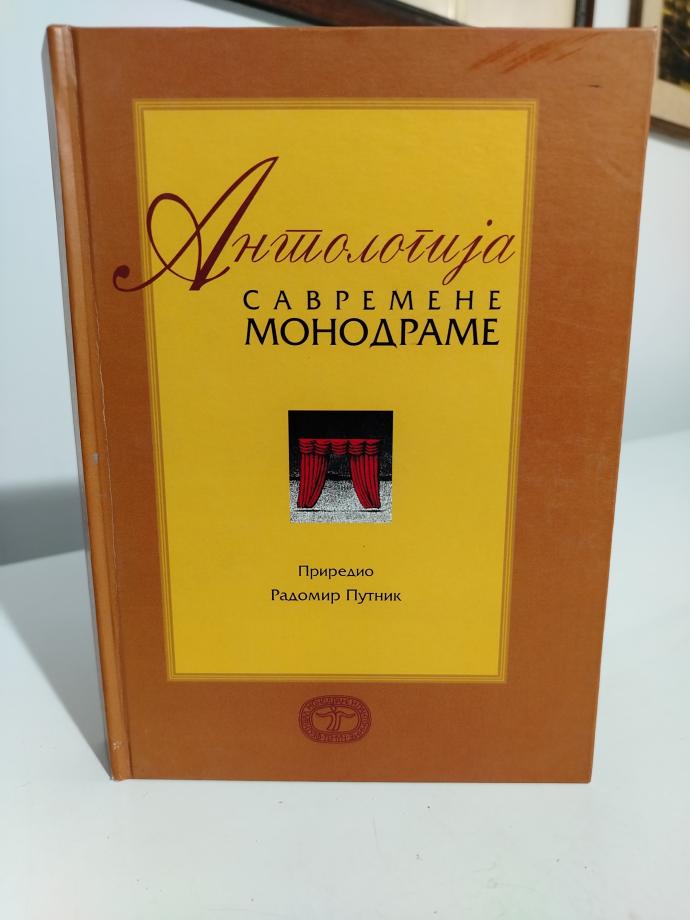 Антологија
САВРЕМЕНЕ
МОНОДРАМЕ
Приредио
Радомир Путник